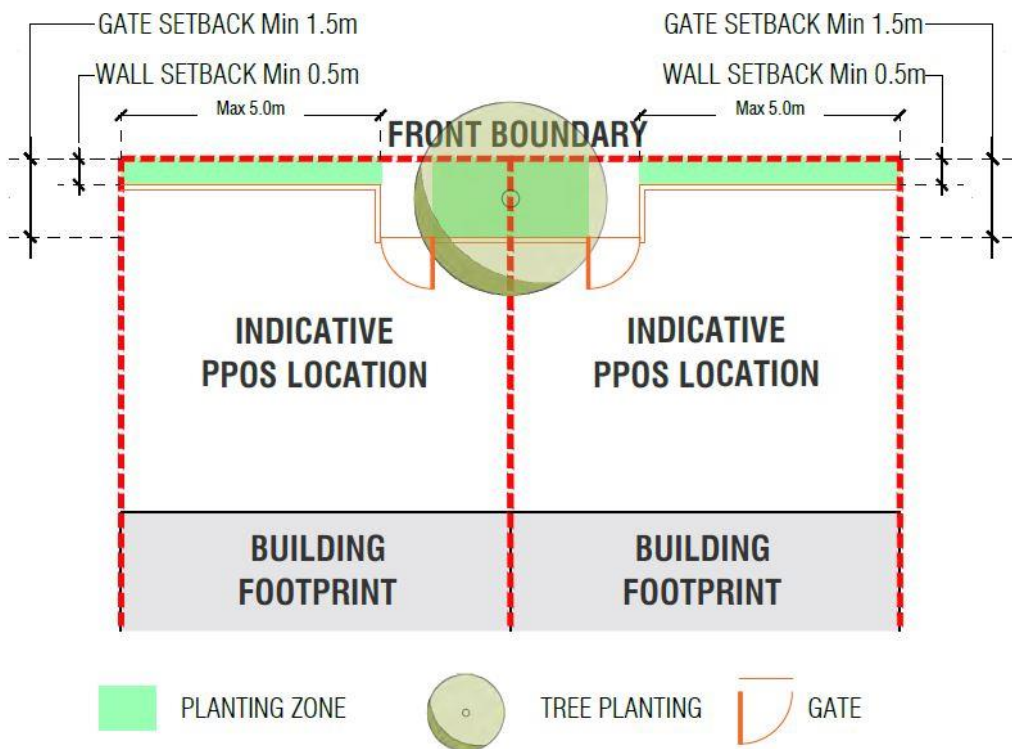 GATE SETBACK Min 1.5m
GATE SETBACK Min 1.5m
WALL SETBACK Min 0.5m
WALL SETBACK Min 0.5m
Max 5.0m
Max 5.0m
FRONT BOUNDARY
INDICATIVE
PPOS LOCATION
INDICATIVE
PPOS LOCATION
BUILDING
FOOTPRINT
BUILDING
FOOTPRINT
PLANTING ZONE
TREE PLANTING
GATE